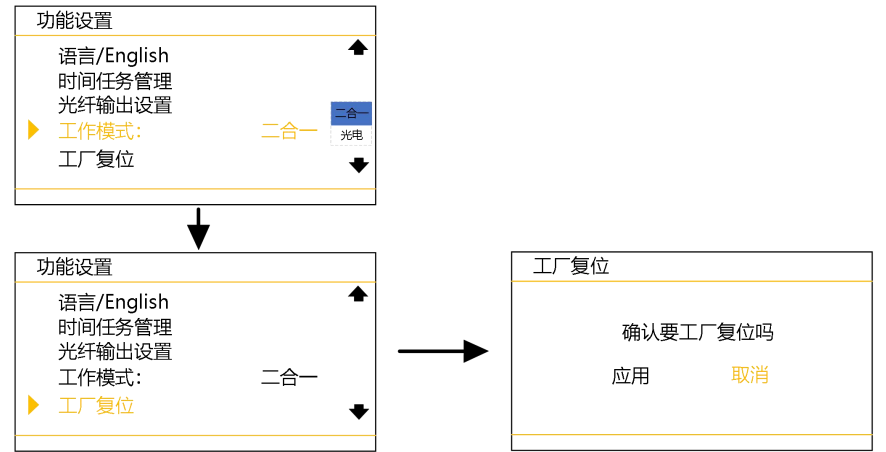 功能设置
语言/English
时间任务管理
光纤输出设置
工作模式： 二合一
二合一
光电
工厂复位
功能设置
语言/English
时间任务管理
光纤输出设置
工作模式： 二合一
工厂复位
工厂复位
确认要工厂复位吗
应用 取消